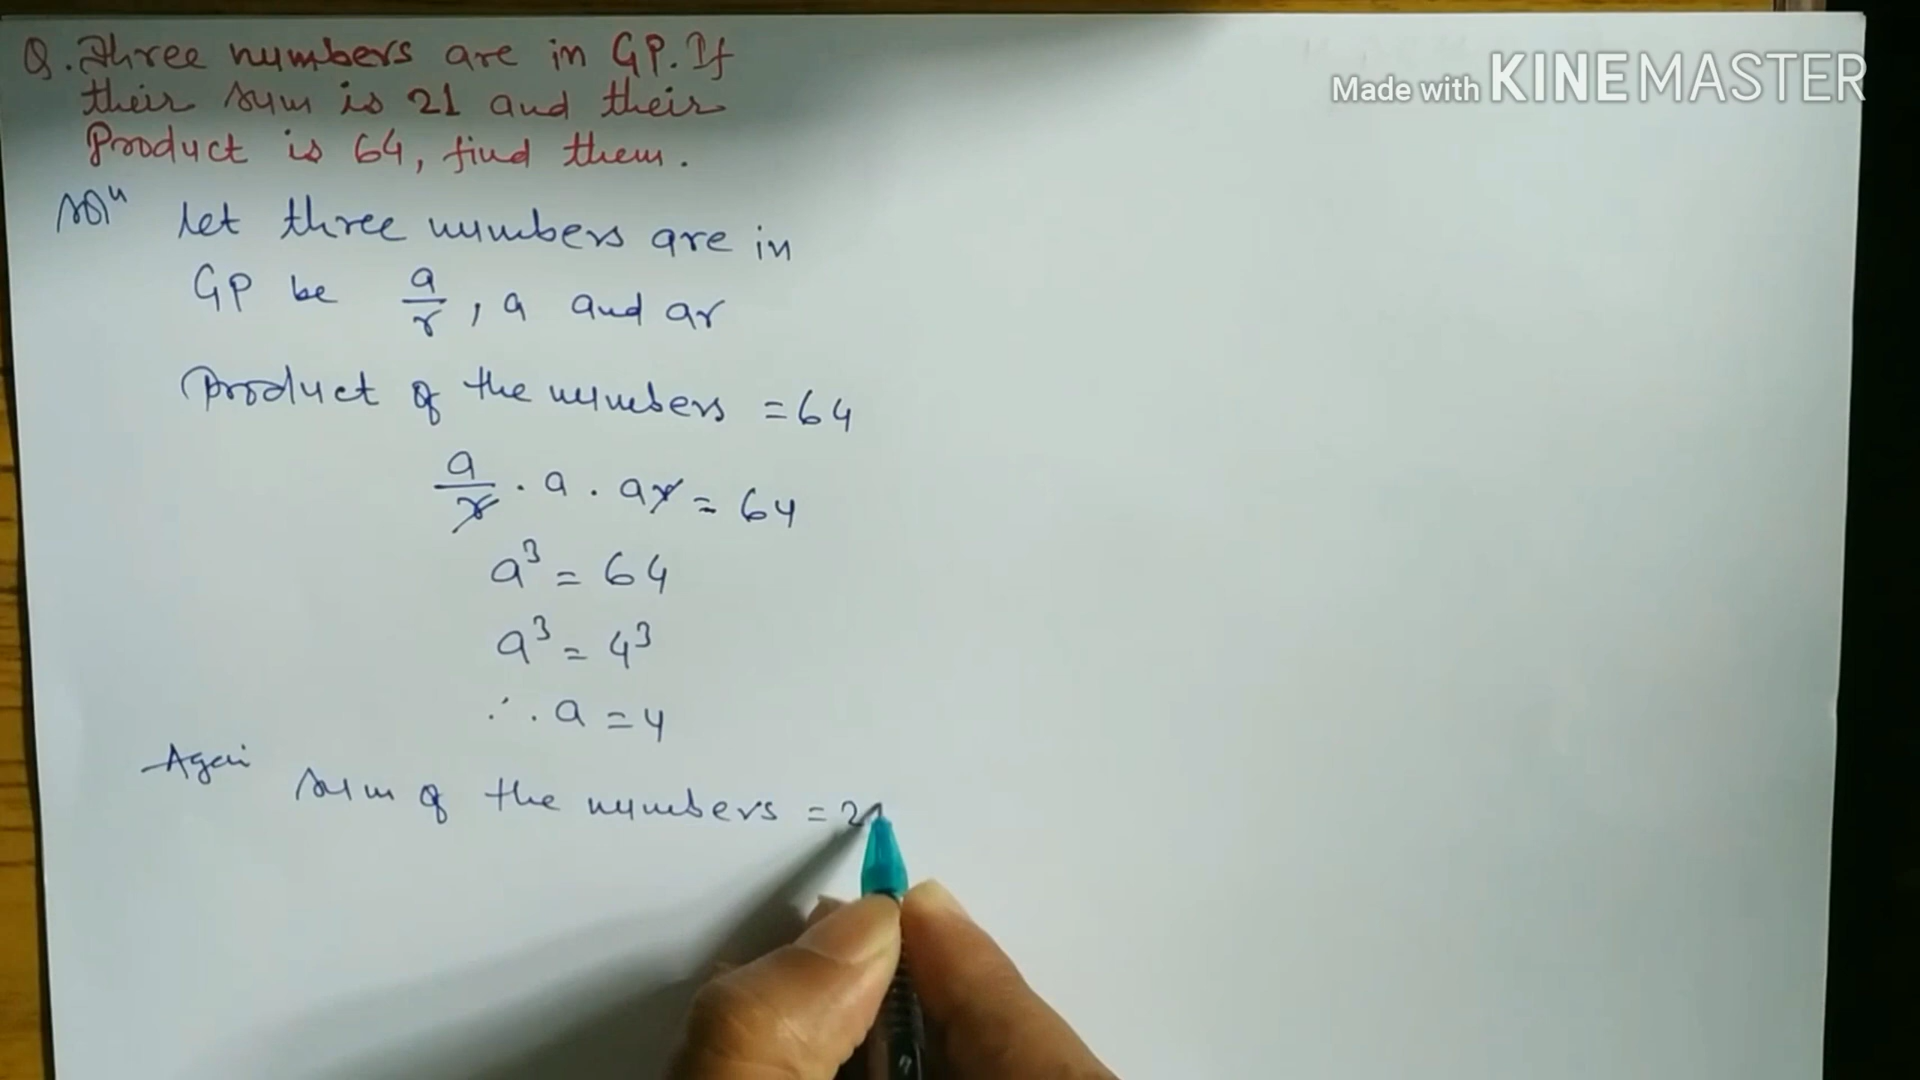 Q. Three numbers are in GP. If
their sum is 21 and their
Product is 64, find them.
Made with KINEMASTER
Solⁿ let three numbers are in
GP be a/r, a and ar
Product of the numbers = 64
a/r · a · ar = 64
a³ = 64
a³ = 4³
∴ a = 4
Again sum of the numbers = 21